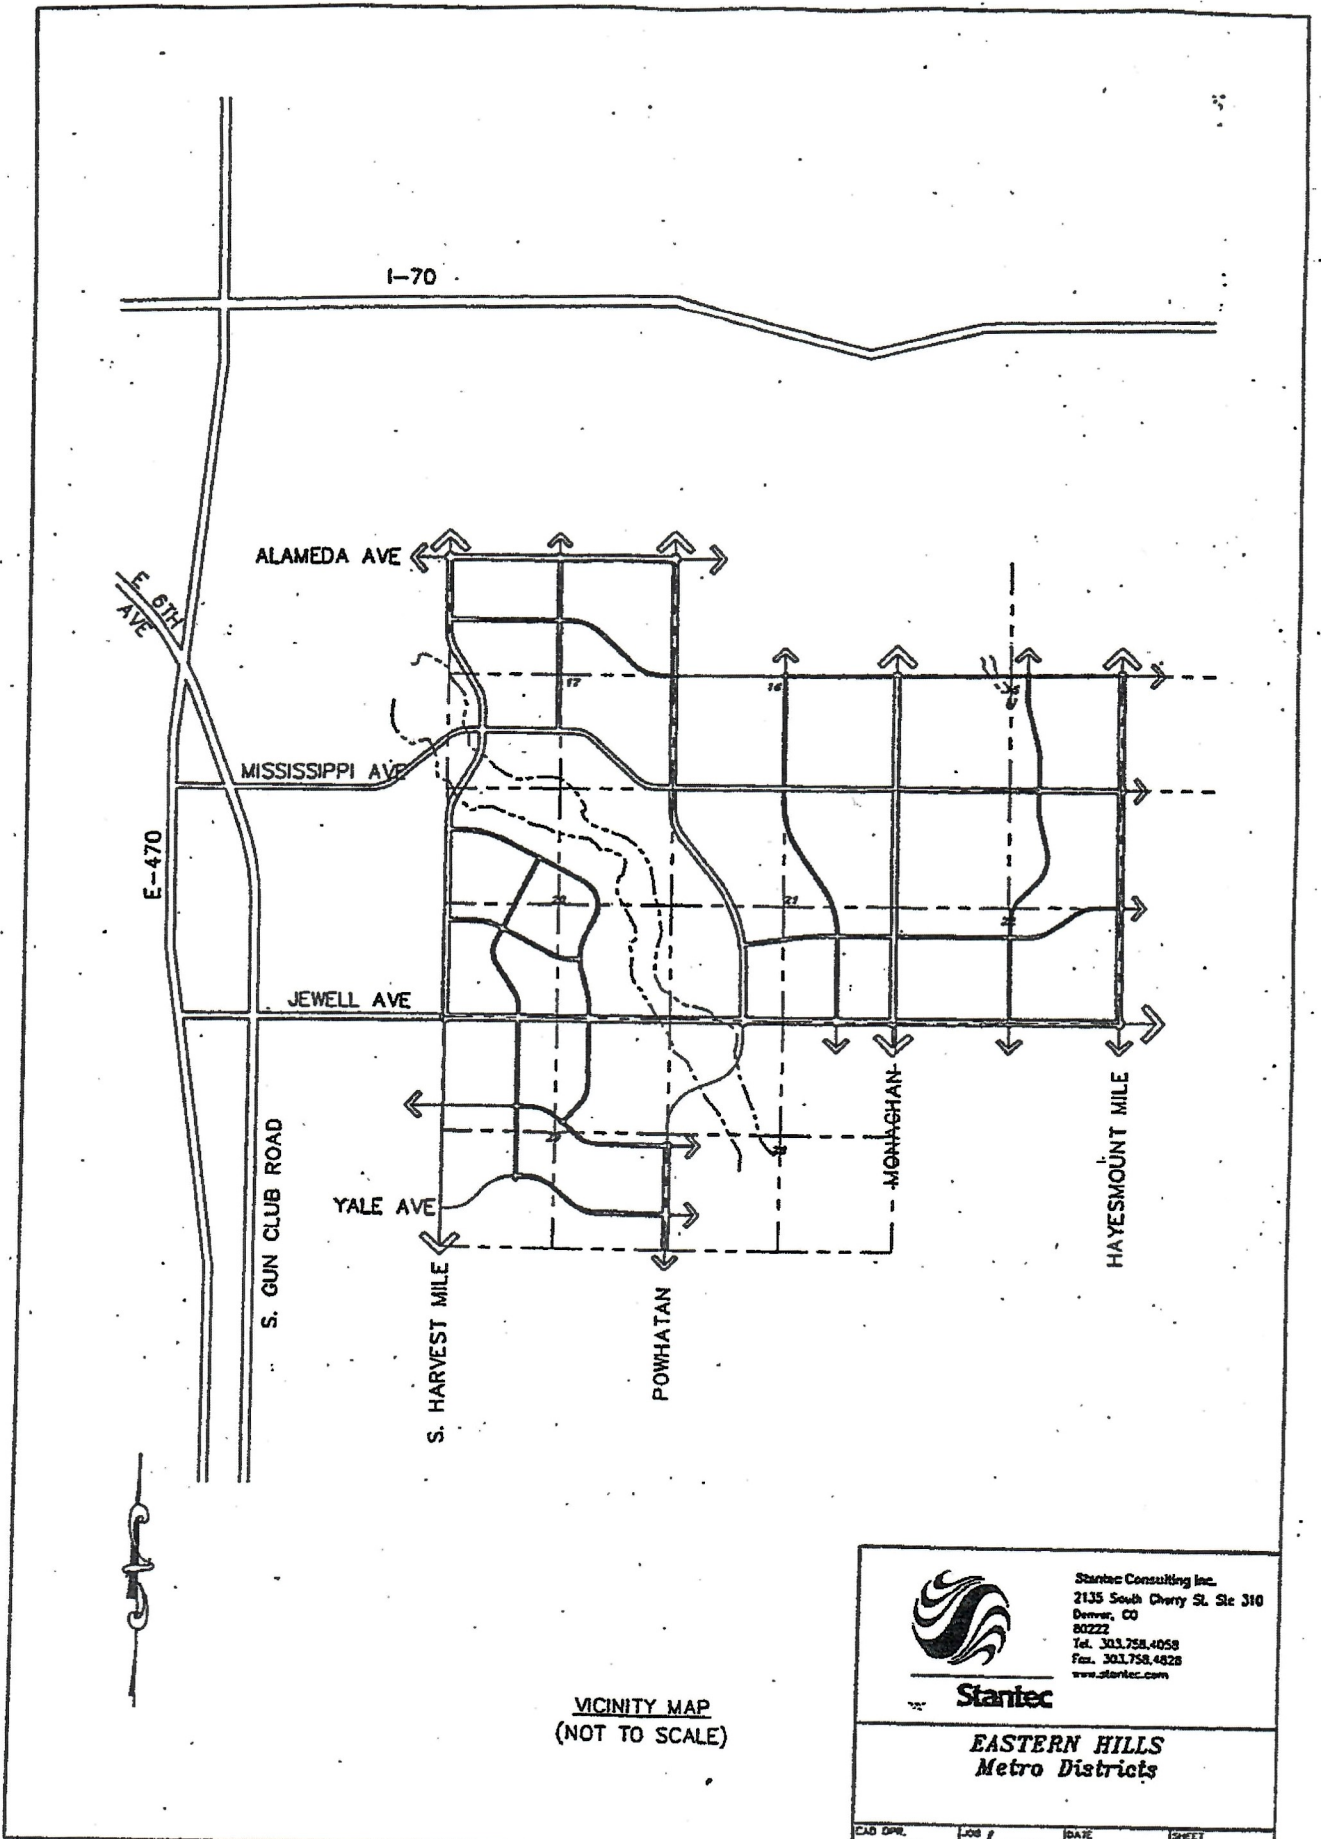 I-70
ALAMEDA AVE
E 6TH
AVE
17
16
MISSISSIPPI AVE
E-470
20
21
JEWELL AVE
S. GUN CLUB ROAD
YALE AVE
S. HARVEST MILE
POWHATAN
MONAGHAN
HAYESMOUNT MILE
VICINITY MAP
(NOT TO SCALE)
Stantec Consulting Inc.
2135 South Cherry St. Ste 310
Denver, CO
80222
Tel. 303.758.4058
Fax. 303.758.4828
www.stantec.com
Stantec
EASTERN HILLS
Metro Districts
CAD OPR.
JOB #
DATE
SHEET